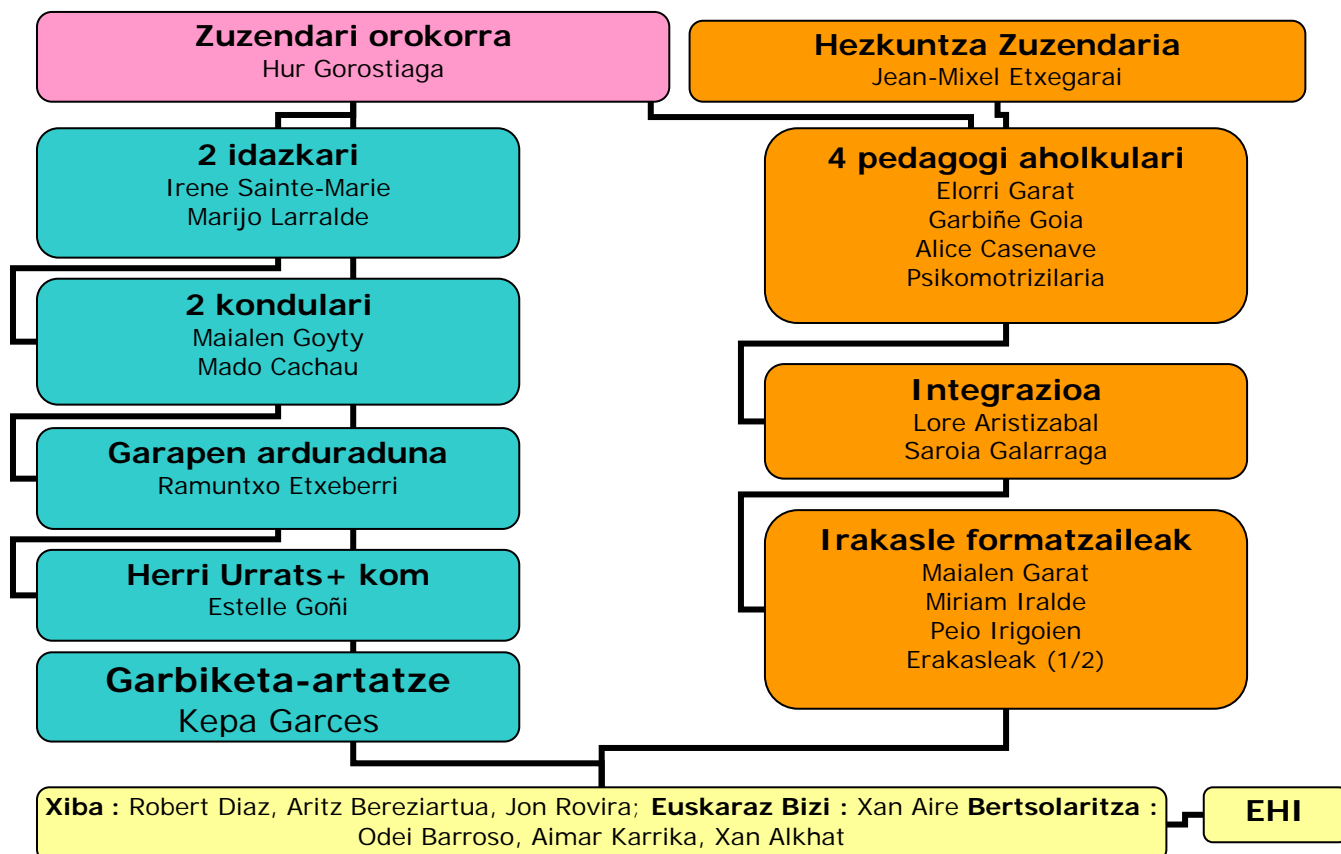 Zuzendari orokorra
Hur Gorostiaga
Hezkuntza Zuzendaria
Jean-Mixel Etxegarai
2 idazkari
Irene Sainte-Marie
Marijo Larralde
2 kondulari
Maialen Goyty
Mado Cachau
Garapen arduraduna
Ramuntxo Etxeberri
Herri Urrats+ kom
Estelle Goñi
Garbiketa-artatze
Kepa Garces
4 pedagogi aholkulari
Elorri Garat
Garbiñe Goia
Alice Casenave
Psikomotrizilaria
Integrazioa
Lore Aristizabal
Saroia Galarraga
Irakasle formatzaileak
Maialen Garat
Miriam Iralde
Peio Irigoien
Erakasleak (1/2)
Xiba : Robert Diaz, Aritz Bereziartua, Jon Rovira; Euskaraz Bizi : Xan Aire Bertsolaritza :
Odei Barroso, Aimar Karrika, Xan Alkhat
EHI